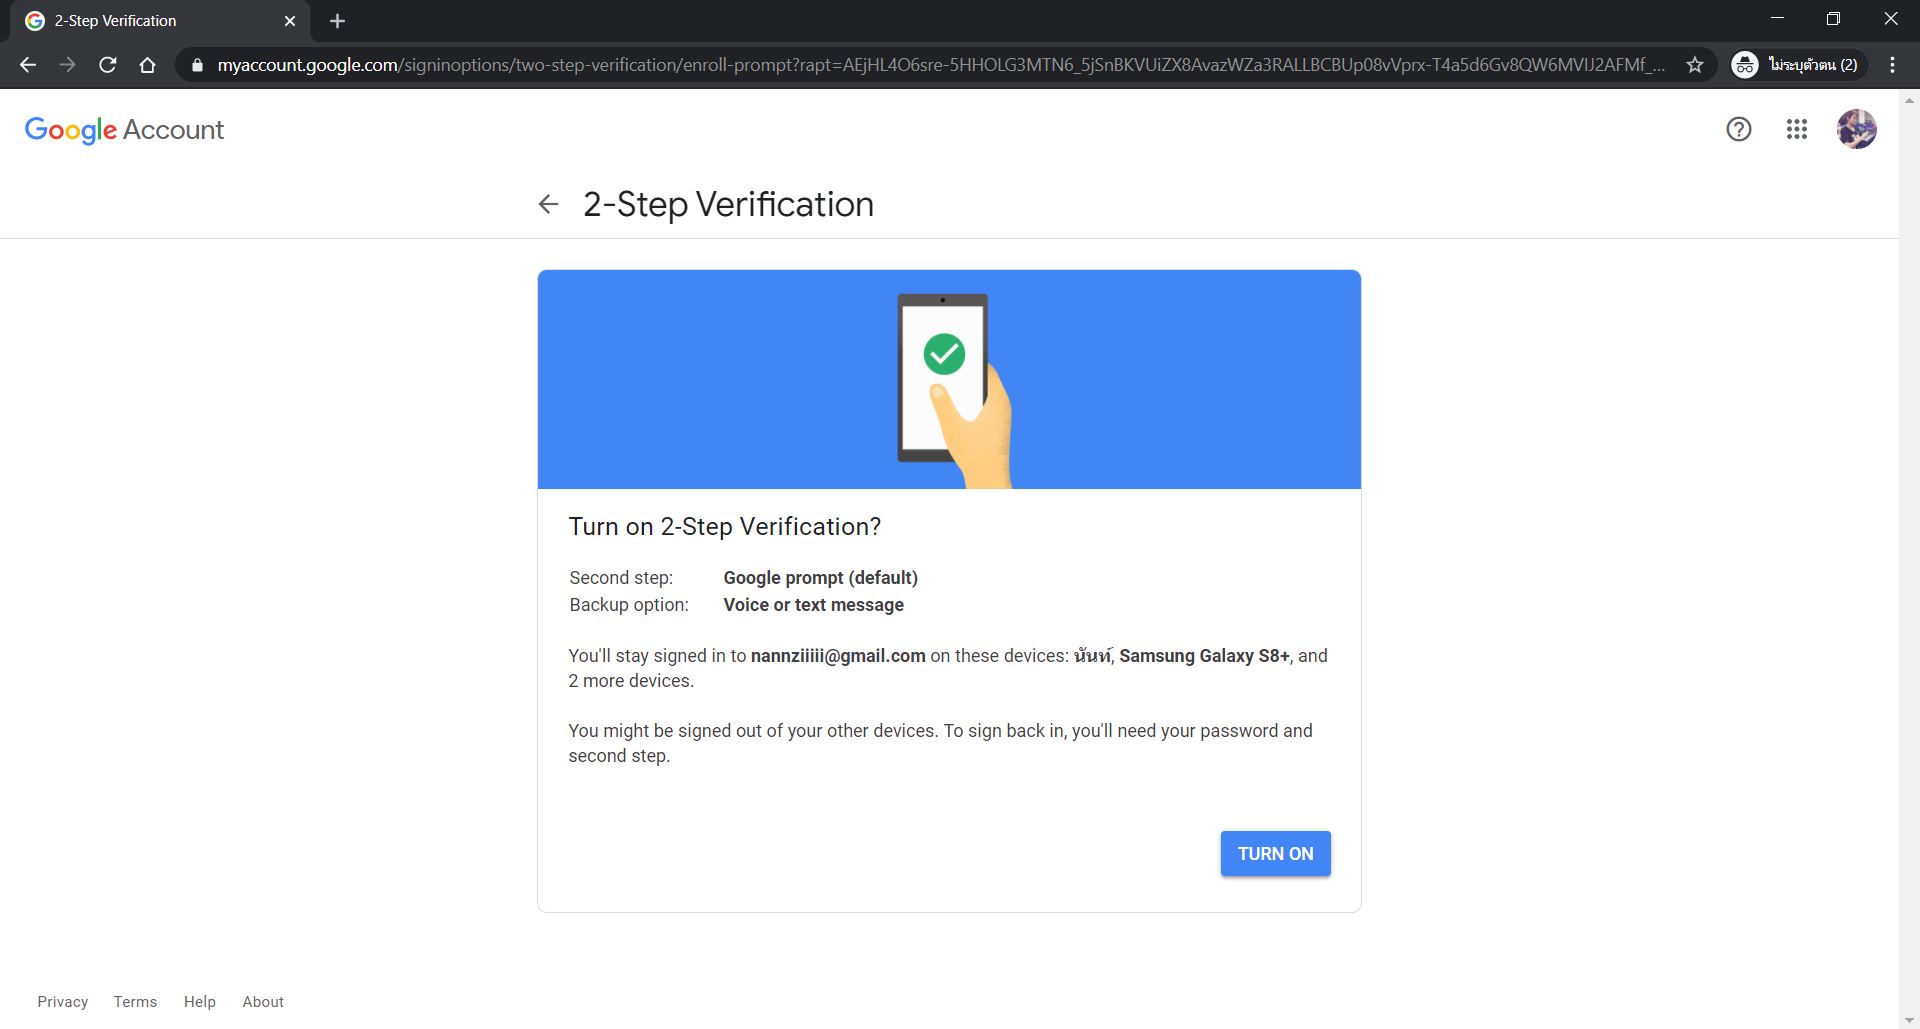 2-Step Verification
myaccount.google.com/signinoptions/two-step-verification/enroll-prompt?rapt=AEjHL4O6sre-5HHOLG3MTN6_5jSnBKVUiZX8AvazWZa3RALLBCBUp08vVprx-T4a5d6Gv8QW6MVIJ2AFMf_...
ไม่ระบุตัวตน (2)
Google Account
2-Step Verification
Turn on 2-Step Verification?
Second step: Google prompt (default)
Backup option: Voice or text message
You'll stay signed in to nannziiiii@gmail.com on these devices: นันท์, Samsung Galaxy S8+, and
2 more devices.
You might be signed out of your other devices. To sign back in, you'll need your password and
second step.
TURN ON
Privacy Terms Help About